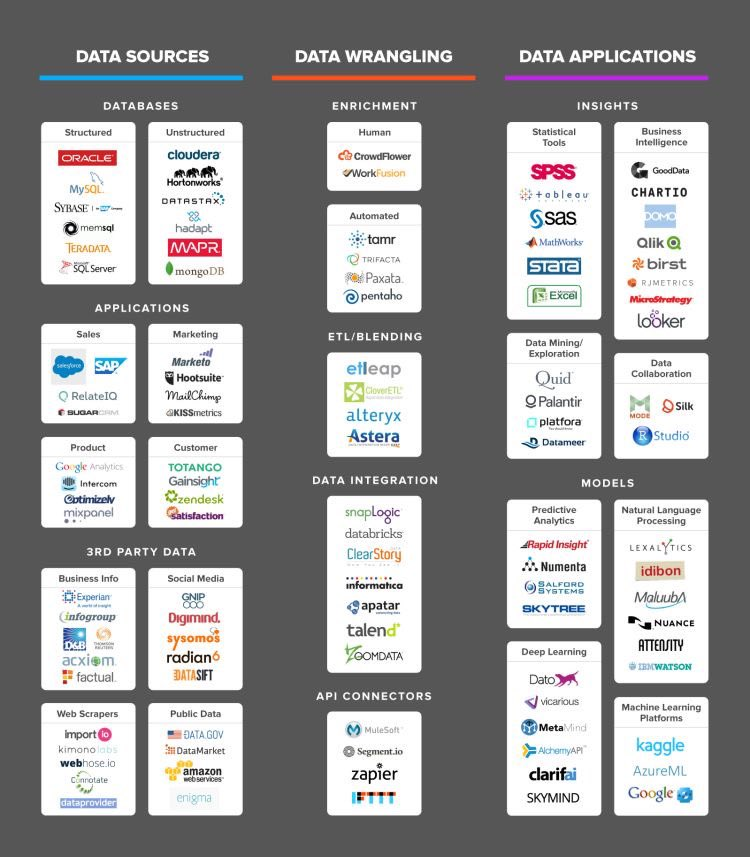 DATA SOURCES
DATABASES
Structured
ORACLE
MySQL
SYBASE
memsql
TERADATA
SQL Server
Unstructured
cloudera
Hortonworks
DATASTAX
hadapt
MAPR
mongoDB
APPLICATIONS
Sales
salesforce
SAP
RelateIQ
SUGARCRM
Marketing
Marketo
Hootsuite
MailChimp
KISSmetrics
Product
Google Analytics
Intercom
Optimizely
mixpanel
Customer
TOTANGO
Gainsight
zendesk
satisfaction
3RD PARTY DATA
Business Info
Experian
A world of insight
infogroup
D&B
THOMSON REUTERS
acxiom
factual.
Social Media
GNIP
Digimind.
sysomos
radian6
DATASIFT
Web Scrapers
import io
kimono labs
webhose.io
Connotate
dataprovider
Public Data
DATA.GOV
DataMarket
amazon
web services
enigma
DATA WRANGLING
ENRICHMENT
Human
CrowdFlower
WorkFusion
Automated
tamr
TRIFACTA
Paxata
pentaho
ETL/BLENDING
etleap
CloverETL
alteryx
Astera
DATA INTEGRATION
snapLogic
databricks
ClearStory
informatica
apatar
talend
ZOOMDATA
API CONNECTORS
MuleSoft
Segment.io
zapier
IFTTT
DATA APPLICATIONS
INSIGHTS
Statistical
Tools
SPSS
tableau
sas
MathWorks
STATA
Excel
Business
Intelligence
GoodData
CHARTIO
DOMO
Qlik
birst
RJMETRICS
MicroStrategy
looker
Data Mining/
Exploration
Quid
Palantir
platfora
Datameer
Data
Collaboration
MODE
Silk
R Studio
MODELS
Predictive
Analytics
Rapid Insight
Numenta
SALFORD
SYSTEMS
SKYTREE
Natural Language
Processing
LEXALYTICS
idibon
MaluubA
NUANCE
ATTENSITY
IBM WATSON
Deep Learning
Dato
vicarious
MetaMind
AlchemyAPI
clarifai
SKYMIND
Machine Learning
Platforms
kaggle
AzureML
Google